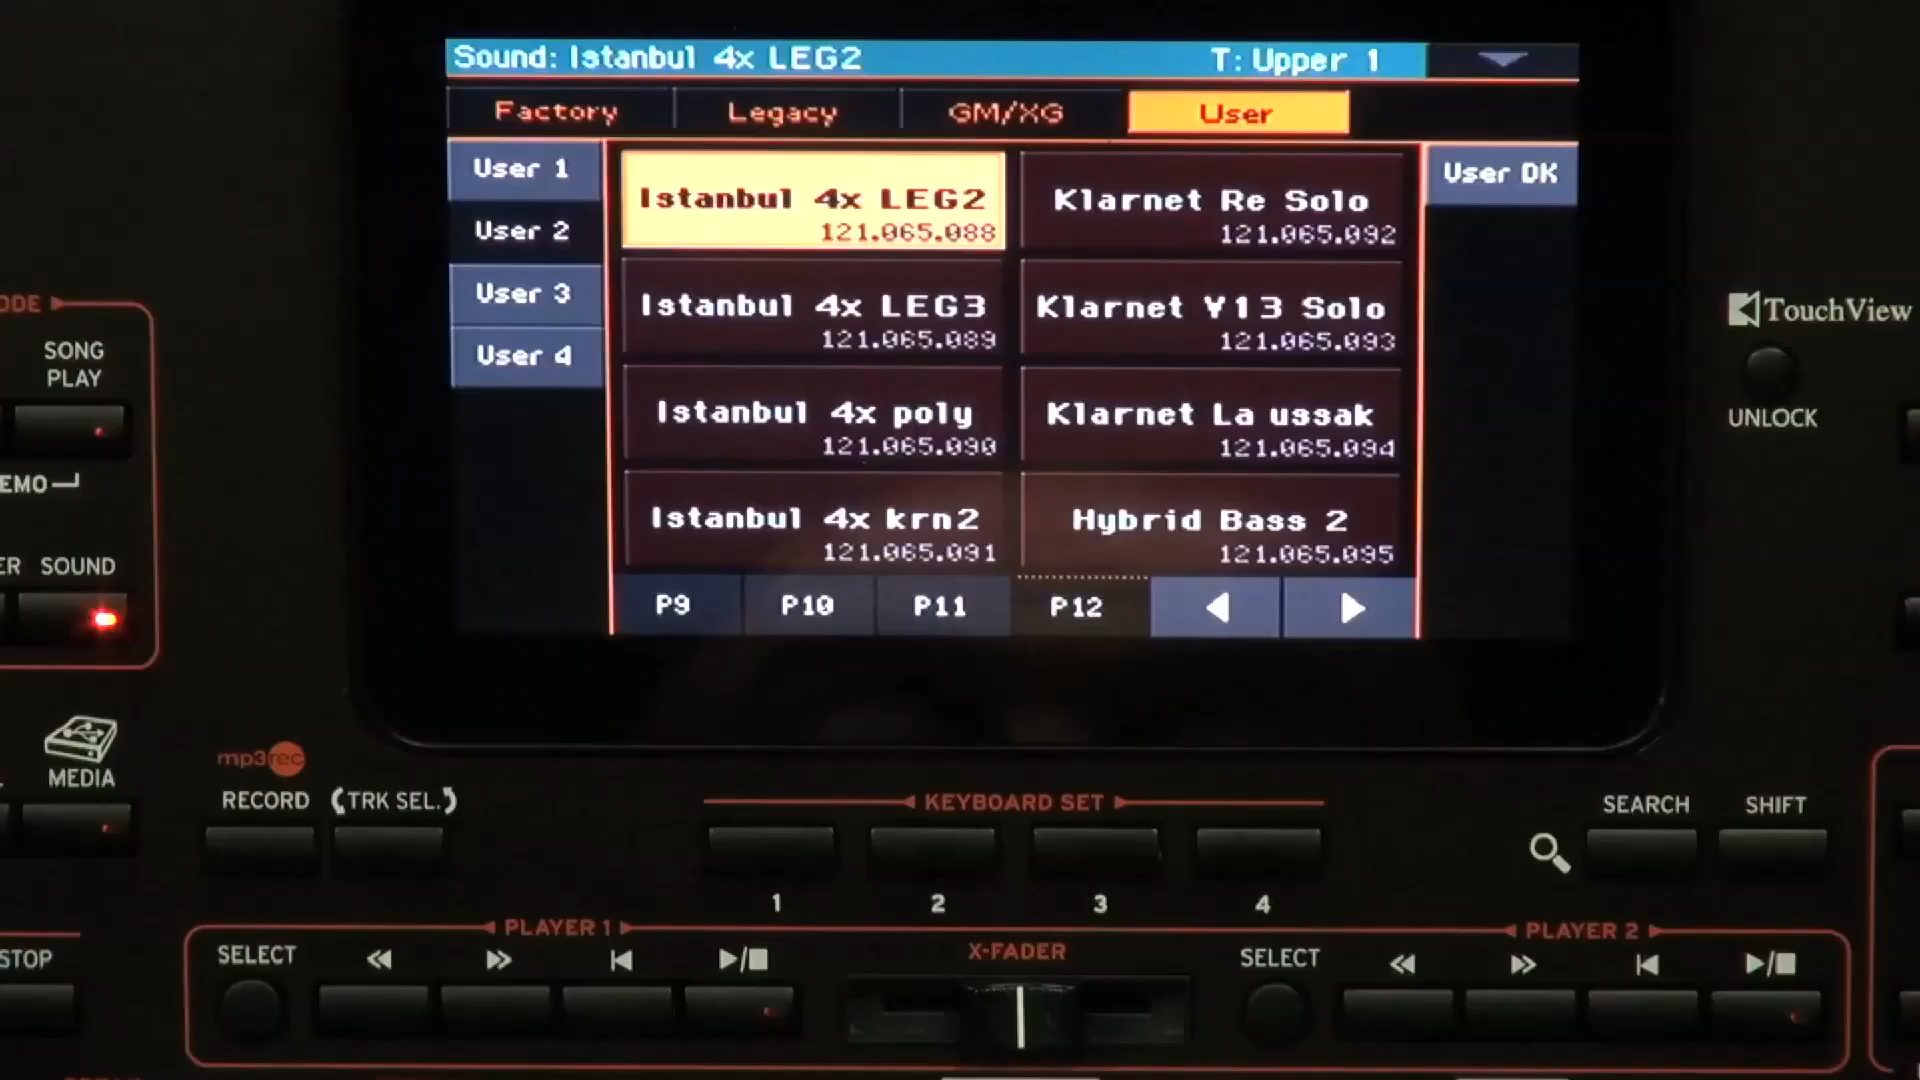 Sound: Istanbul 4x LEG2 T: Upper 1
Factory Legacy GM/XG User
User 1
User 2
User 3
User 4
Istanbul 4x LEG2
121.065.088
Klarnet Re Solo
121.065.092
Istanbul 4x LEG3
121.065.089
Klarnet Y13 Solo
121.065.093
Istanbul 4x poly
121.065.090
Klarnet La ussak
121.065.094
Istanbul 4x krn2
121.065.091
Hybrid Bass 2
121.065.095
User DK
P9 P10 P11 P12
ODE
SONG
PLAY
EMO
ER SOUND
TouchView
UNLOCK
MEDIA
mp3rec
RECORD
TRK SEL.
KEYBOARD SET
1 2 3 4
SEARCH SHIFT
STOP
PLAYER 1
SELECT
X-FADER
PLAYER 2
SELECT